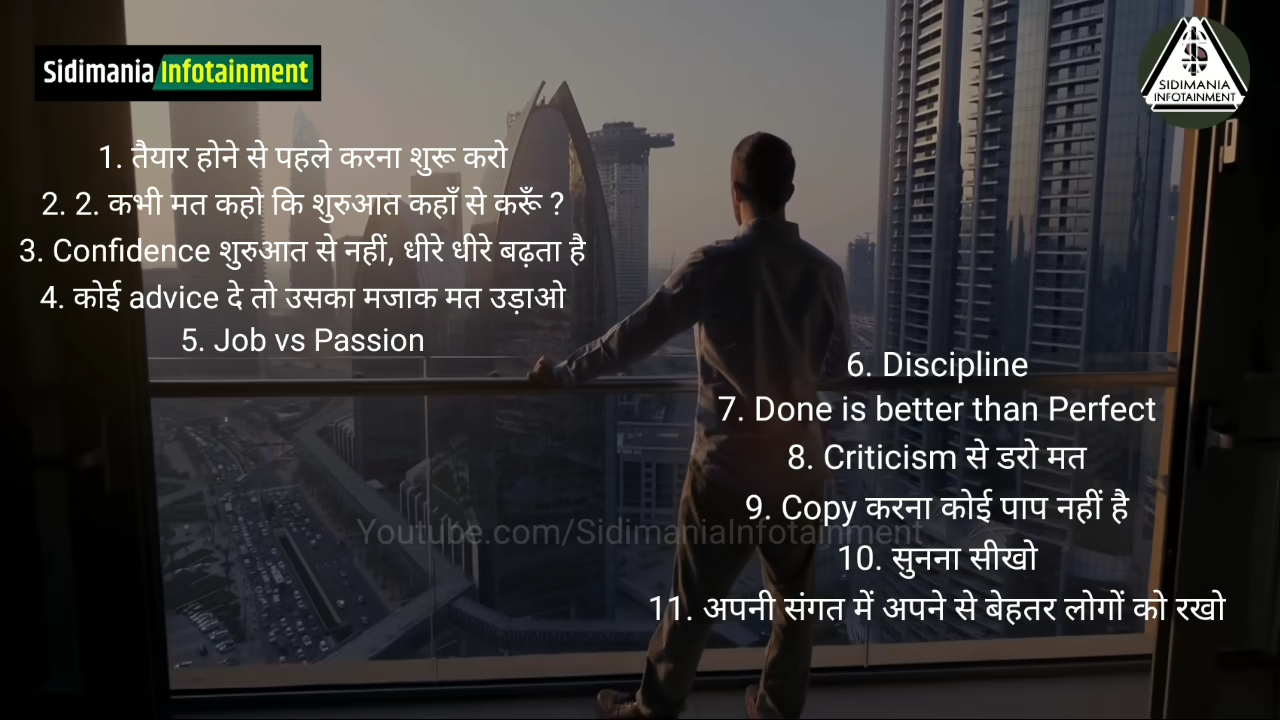 Sidimania Infotainment
SIDIMANIA
INFOTAINMENT
1. तैयार होने से पहले करना शुरू करो
2. 2. कभी मत कहो कि शुरुआत कहाँ से करूँ ?
3. Confidence शुरुआत से नहीं, धीरे धीरे बढ़ता है
4. कोई advice दे तो उसका मजाक मत उड़ाओ
5. Job vs Passion
6. Discipline
7. Done is better than Perfect
8. Criticism से डरो मत
9. Copy करना कोई पाप नहीं है
Youtube.com/SidimaniaInfotainment
10. सुनना सीखो
11. अपनी संगत में अपने से बेहतर लोगों को रखो